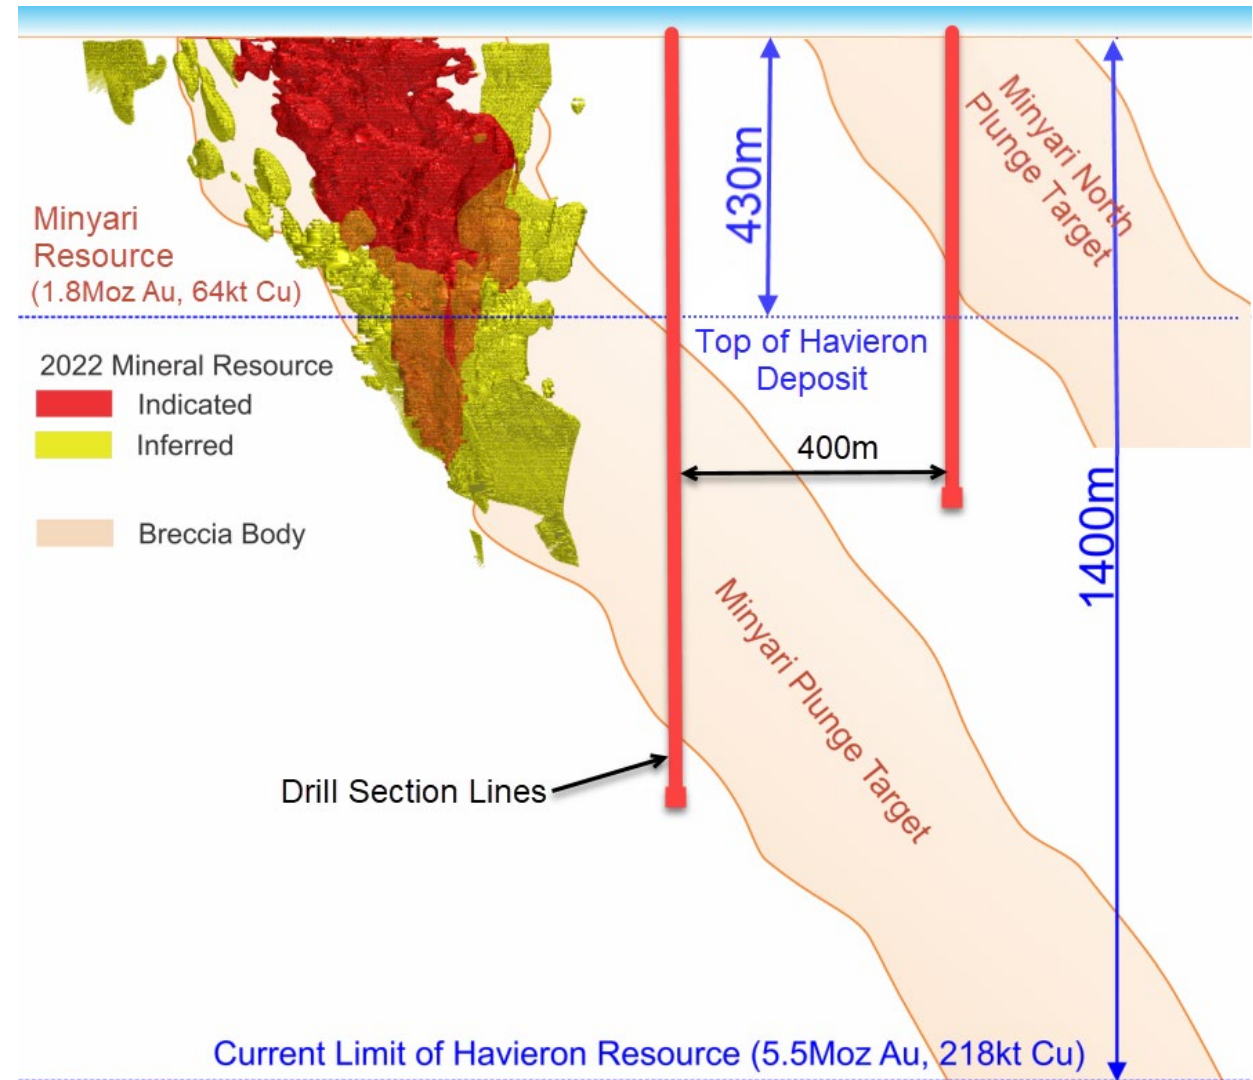 Minyari North
Plunge Target
430m
Minyari
Resource
(1.8Moz Au, 64kt Cu)
Top of Havieron
Deposit
2022 Mineral Resource
Indicated
Inferred
Breccia Body
400m
1400m
Minyari Plunge Target
Drill Section Lines
Current Limit of Havieron Resource (5.5Moz Au, 218kt Cu)